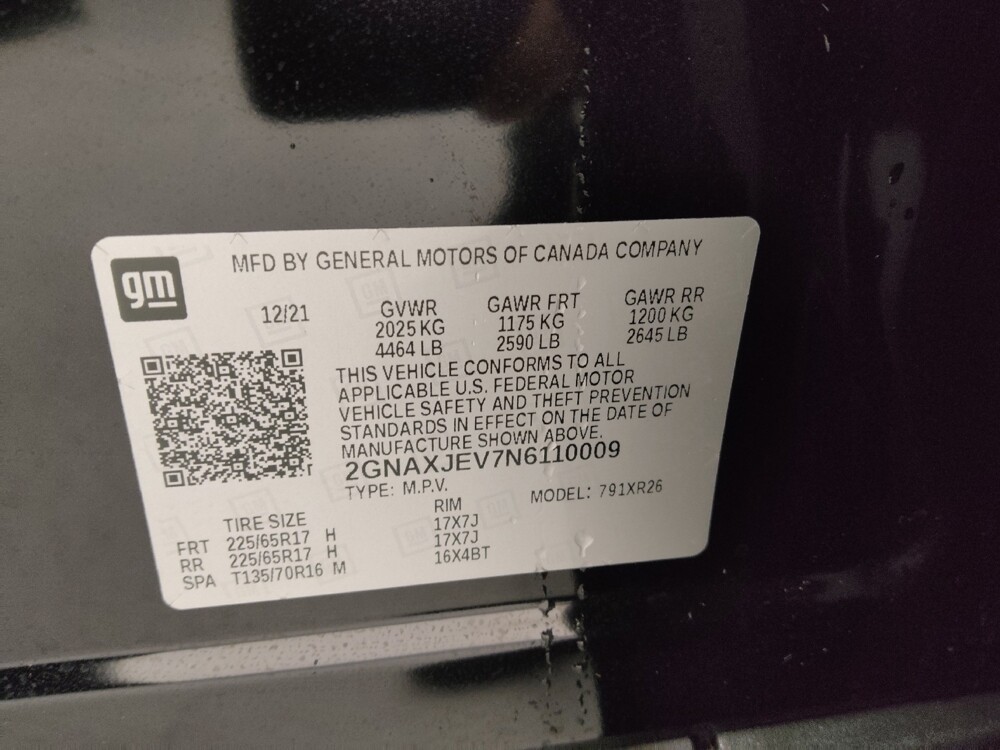 gm
MFD BY GENERAL MOTORS OF CANADA COMPANY
12/21 GVWR GAWR FRT GAWR RR
2025 KG 1175 KG 1200 KG
4464 LB 2590 LB 2645 LB
THIS VEHICLE CONFORMS TO ALL
APPLICABLE U.S. FEDERAL MOTOR
VEHICLE SAFETY AND THEFT PREVENTION
STANDARDS IN EFFECT ON THE DATE OF
MANUFACTURE SHOWN ABOVE.
2GNAXJEV7N6110009
TYPE: M.P.V. MODEL: 791XR26
TIRE SIZE RIM
FRT 225/65R17 H 17X7J
RR 225/65R17 H 17X7J
SPA T135/70R16 M 16X4BT